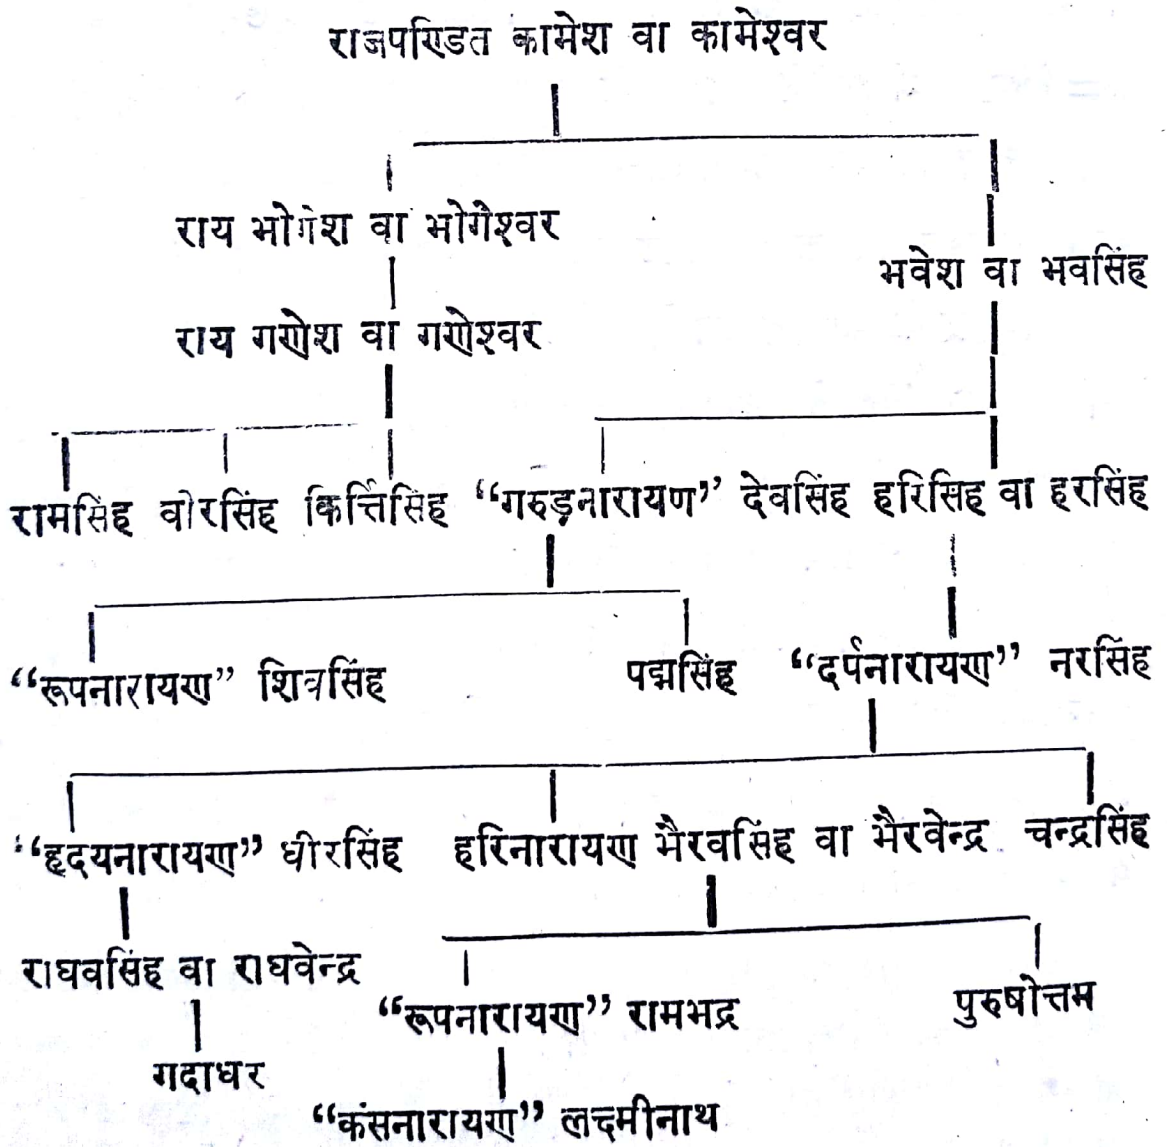 राजपण्डित कामेश वा कामेश्वर
राय भोगेश वा भोगेश्वर
भवेश वा भवसिंह
राय गणेश वा गणेश्वर
रामसिंह वीरसिंह किर्त्तिसिंह “गरुड़नारायण” देवसिंह हरिसिंह वा हरसिंह
“रूपनारायण” शिवसिंह पद्मसिंह “दर्पनारायण” नरसिंह
“हृदयनारायण” धीरसिंह हरिनारायण भैरवसिंह वा भैरवेन्द्र चन्द्रसिंह
राघवसिंह वा राघवेन्द्र
“रूपनारायण” रामभद्र पुरुषोत्तम
गदाधर
“कंसनारायण” लक्ष्मीनाथ